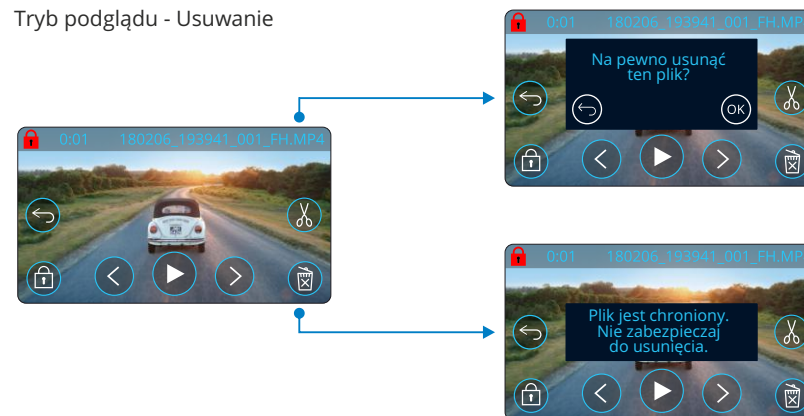 Tryb podglądu - Usuwanie
0:01 180206_193941_001_FH.MP
Na pewno usunąć
ten plik?
OK
0:01 180206_193941_001_FH.MP4
0:01 180206_193941_001_FH.MP
Plik jest chroniony.
Nie zabezpieczaj
do usunięcia.